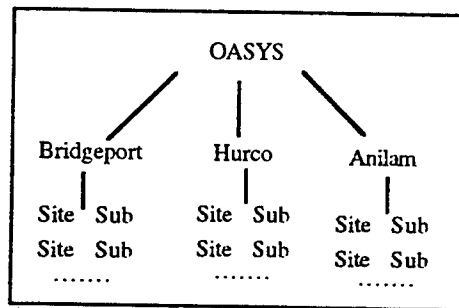 OASYS
Bridgeport Hurco Anilam
Site Sub Site Sub Site Sub
Site Sub Site Sub Site Sub
....... ....... .......